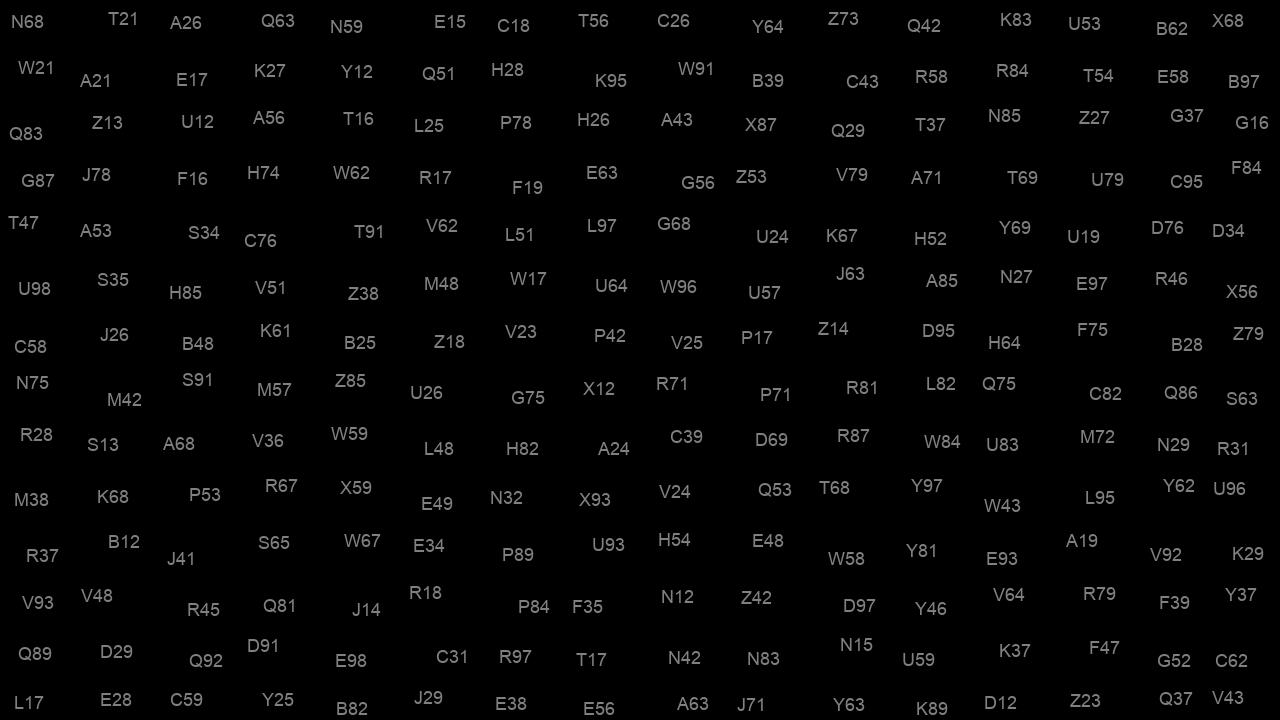 N68 T21 A26 Q63 N59 E15 C18 T56 C26 Y64 Z73 Q42 K83 U53 B62 X68
W21 A21 E17 K27 Y12 Q51 H28 K95 W91 B39 C43 R58 R84 T54 E58 B97
Q83 Z13 U12 A56 T16 L25 P78 H26 A43 X87 Q29 T37 N85 Z27 G37 G16
G87 J78 F16 H74 W62 R17 F19 E63 G56 Z53 V79 A71 T69 U79 C95 F84
T47 A53 S34 C76 T91 V62 L51 L97 G68 U24 K67 H52 Y69 U19 D76 D34
U98 S35 H85 V51 Z38 M48 W17 U64 W96 U57 J63 A85 N27 E97 R46 X56
C58 J26 B48 K61 B25 Z18 V23 P42 V25 P17 Z14 D95 H64 F75 B28 Z79
N75 M42 S91 M57 Z85 U26 G75 X12 R71 P71 R81 L82 Q75 C82 Q86 S63
R28 S13 A68 V36 W59 L48 H82 A24 C39 D69 R87 W84 U83 M72 N29 R31
M38 K68 P53 R67 X59 E49 N32 X93 V24 Q53 T68 Y97 W43 L95 Y62 U96
R37 B12 J41 S65 W67 E34 P89 U93 H54 E48 W58 Y81 E93 A19 V92 K29
V93 V48 R45 Q81 J14 R18 P84 F35 N12 Z42 D97 Y46 V64 R79 F39 Y37
Q89 D29 Q92 D91 E98 C31 R97 T17 N42 N83 N15 U59 K37 F47 G52 C62
L17 E28 C59 Y25 B82 J29 E38 E56 A63 J71 Y63 K89 D12 Z23 Q37 V43